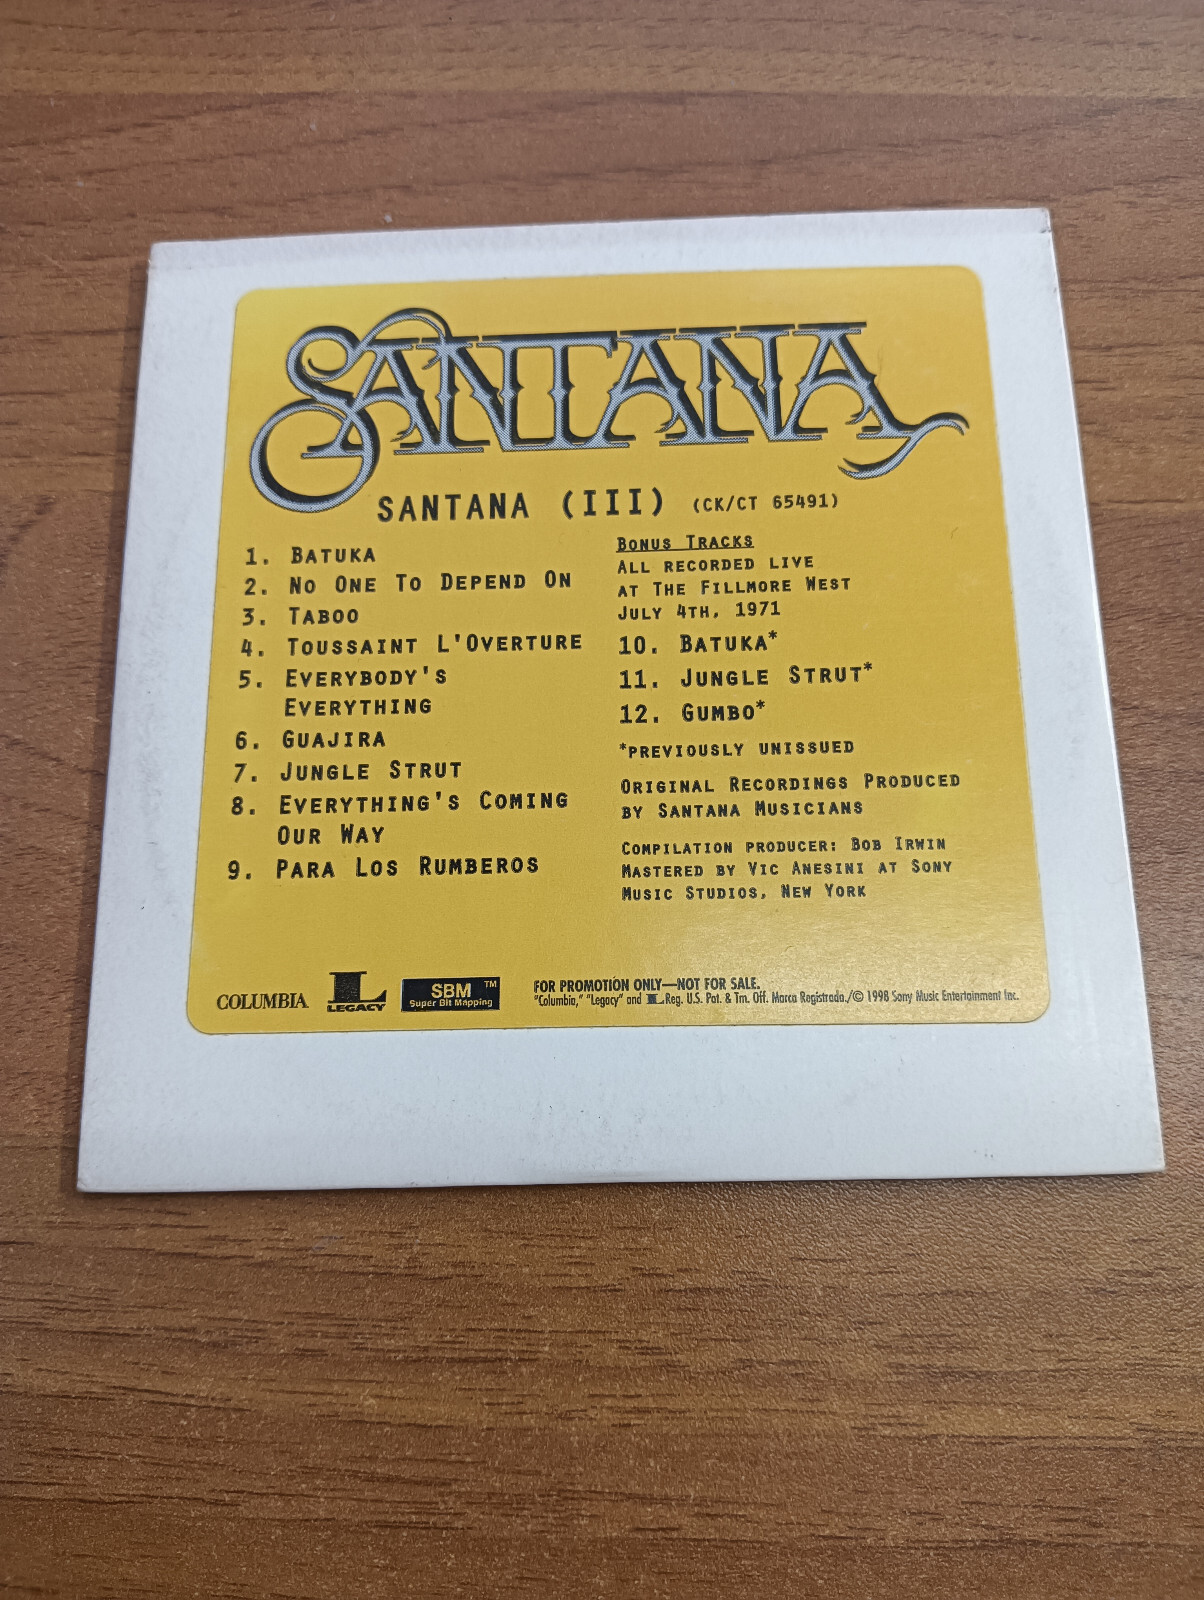 SANTANA
SANTANA (III) (CK/CT 65491)
1. BATUKA
2. NO ONE TO DEPEND ON
3. TABOO
4. TOUSSAINT L'OVERTURE
5. EVERYBODY'S
EVERYTHING
6. GUAJIRA
7. JUNGLE STRUT
8. EVERYTHING'S COMING
OUR WAY
9. PARA LOS RUMBEROS
BONUS TRACKS
ALL RECORDED LIVE
AT THE FILLMORE WEST
JULY 4TH, 1971
10. BATUKA*
11. JUNGLE STRUT*
12. GUMBO*
*PREVIOUSLY UNISSUED
ORIGINAL RECORDINGS PRODUCED
BY SANTANA MUSICIANS
COMPILATION PRODUCER: BOB IRWIN
MASTERED BY VIC ANESINI AT SONY
MUSIC STUDIOS, NEW YORK
COLUMBIA
L
LEGACY
SBM™
Super Bit Mapping
FOR PROMOTION ONLY—NOT FOR SALE.
"Columbia," "Legacy" and L Reg. U.S. Pat. & Tm. Off. Marca Registrada./© 1998 Sony Music Entertainment Inc.